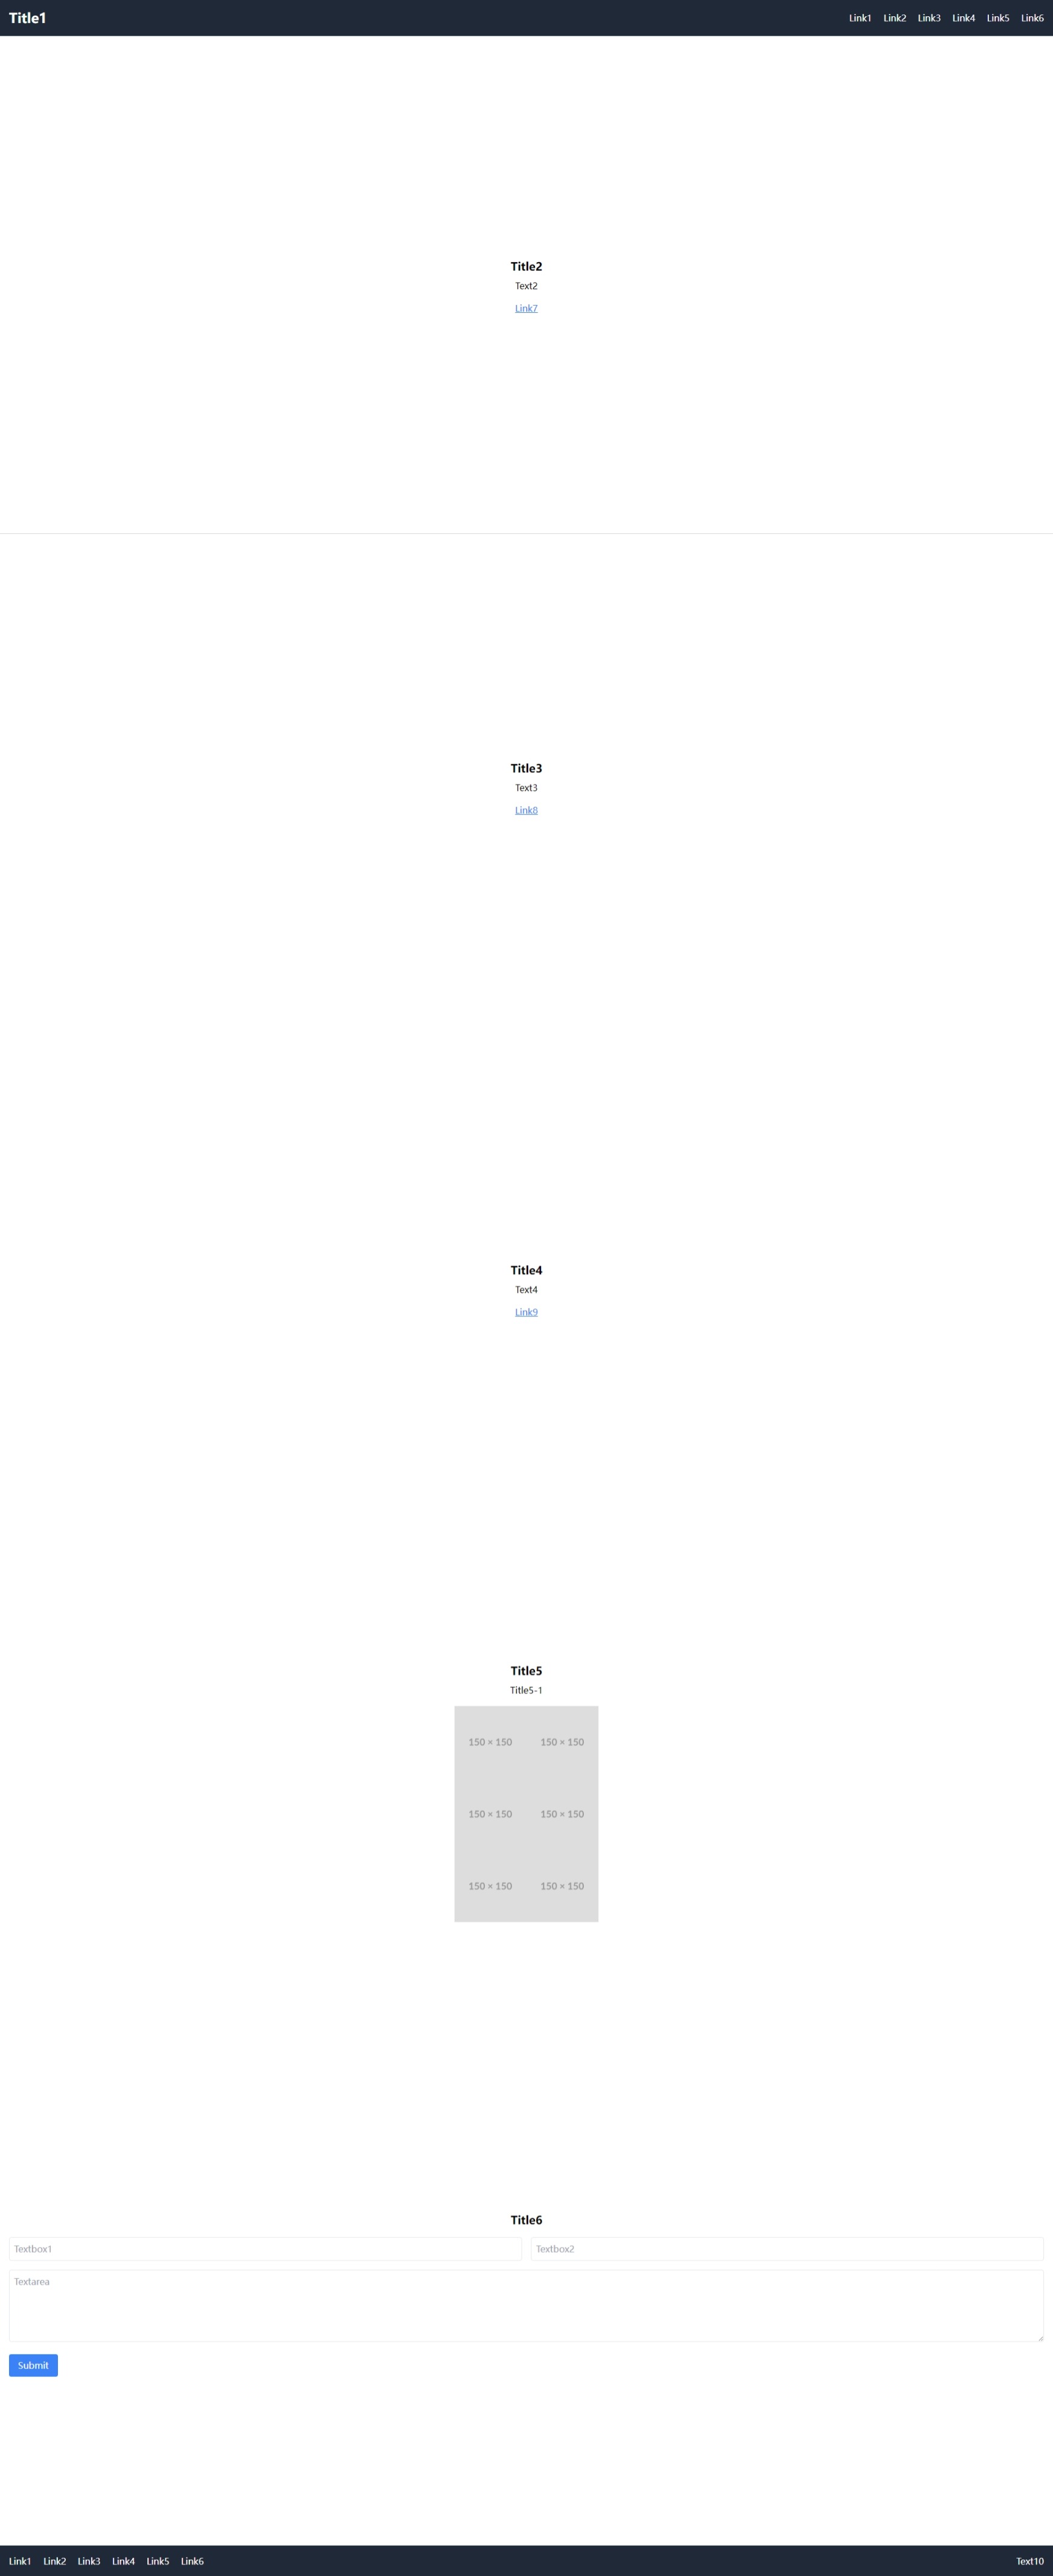 Title1 Link1 Link2 Link3 Link4 Link5 Link6
Title2
Text2
Link7
Title3
Text3
Link8
Title4
Text4
Link9
Title5
Title5-1
150 × 150 150 × 150
150 × 150 150 × 150
150 × 150 150 × 150
Title6
Textbox1 Textbox2
Textarea
Submit
Link1 Link2 Link3 Link4 Link5 Link6 Text10